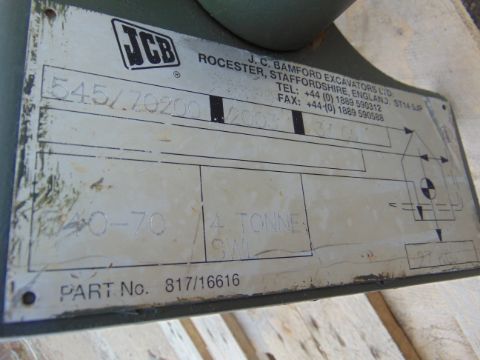 JCB
J. C. BAMFORD EXCAVATORS LTD.
ROCESTER, STAFFORDSHIRE, ENGLAND. ST14 5JP
TEL: +44 (0) 1889 590312
FAX: +44 (0) 1889 590588
545/70200 2007
540-70 4 TONNE
SWL
PART No. 817/16616